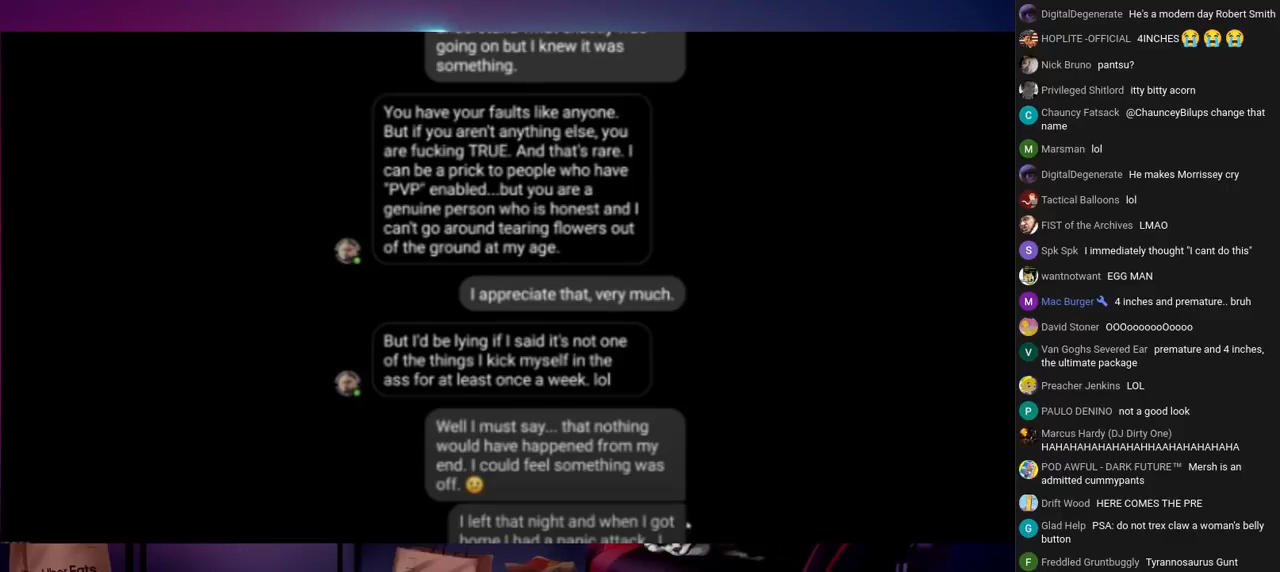 going on but I knew it was
something.
You have your faults like anyone.
But if you aren't anything else, you
are fucking TRUE. And that's rare. I
can be a prick to people who have
"PVP" enabled...but you are a
genuine person who is honest and I
can't go around tearing flowers out
of the ground at my age.
I appreciate that, very much.
But I'd be lying if I said it's not one
of the things I kick myself in the
ass for at least once a week. lol
Well I must say... that nothing
would have happened from my
end. I could feel something was
off. 😕
I left that night and when I got
home I had a panic attack. I
Uber Eats
DigitalDegenerate He's a modern day Robert Smith
HOPLITE -OFFICIAL 4INCHES😭😭😭
Nick Bruno pantsu?
Privileged Shitlord itty bitty acorn
C Chauncy Fatsack @ChaunceyBilups change that
name
M Marsman lol
DigitalDegenerate He makes Morrissey cry
Tactical Balloons lol
FIST of the Archives LMAO
S Spk Spk I immediately thought "I cant do this"
wantnotwant EGG MAN
M Mac Burger 🔧 4 inches and premature.. bruh
David Stoner OOOooooooOoooo
V Van Goghs Severed Ear premature and 4 inches,
the ultimate package
Preacher Jenkins LOL
P PAULO DENINO not a good look
Marcus Hardy (DJ Dirty One)
HAHAHAHAHAHAHAHHAAHAHAHAHAHA
POD AWFUL - DARK FUTURE™ Mersh is an
admitted cummypants
Drift Wood HERE COMES THE PRE
G Glad Help PSA: do not trex claw a woman's belly
button
F Freddled Gruntbuggly Tyrannosaurus Gunt